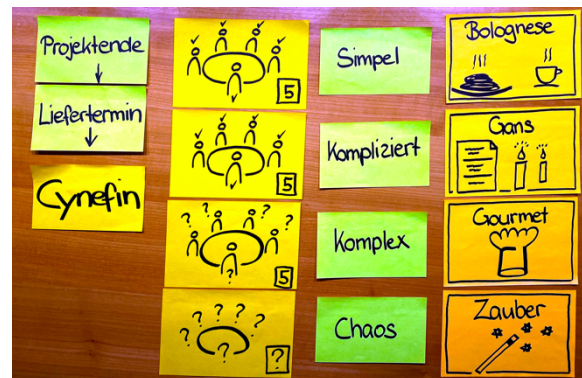 Projektende
Liefertermin
Cynefin
5
5
5
?
Simpel
Kompliziert
Komplex
Chaos
Bolognese
Gans
Gourmet
Zauber